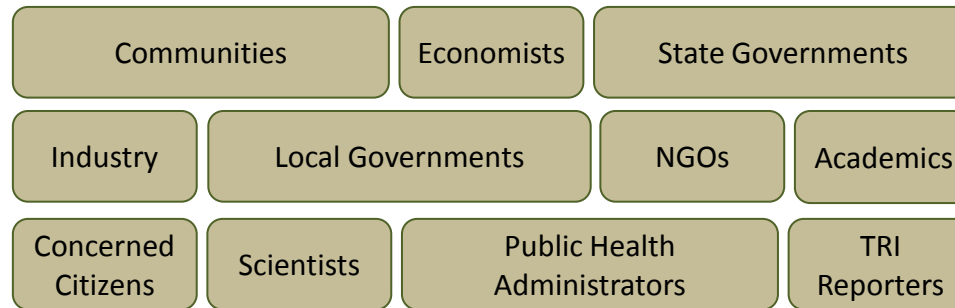 Communities
Economists
State Governments
Industry
Local Governments
NGOs
Academics
Concerned
Citizens
Scientists
Public Health
Administrators
TRI
Reporters